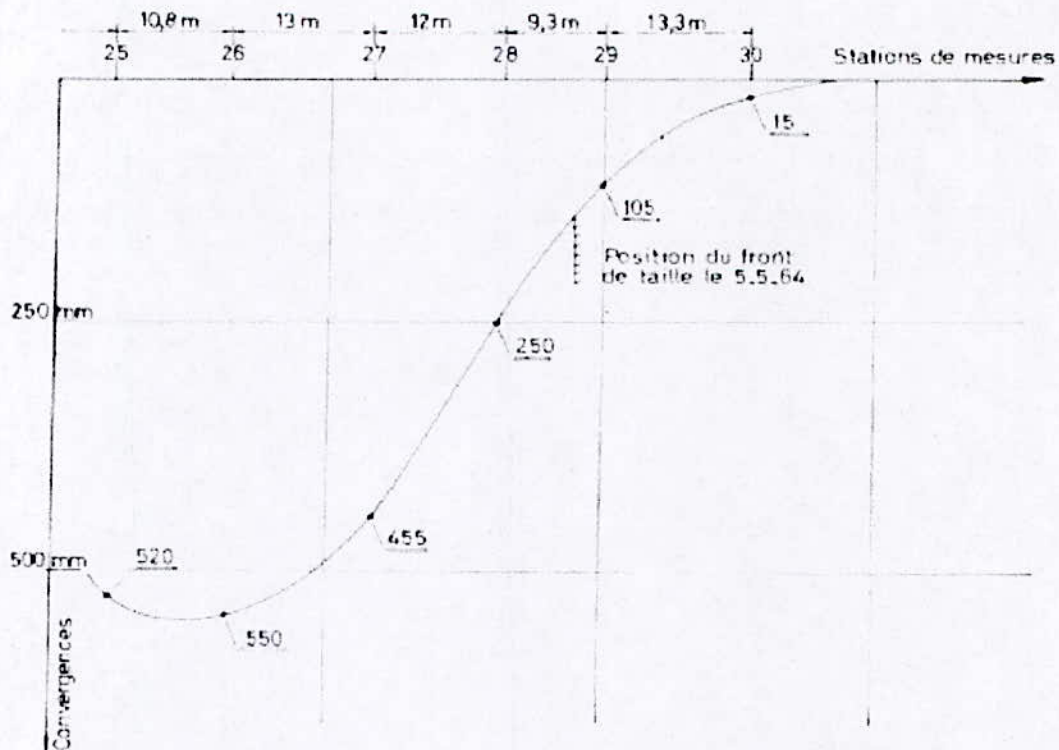 10,8 m 13 m 12 m 9,3 m 13,3 m
25 26 27 28 29 30 Stations de mesures
15
105
Position du front
de taille le 5.5.64
250 mm
250
455
500 mm 520
550
Convergences